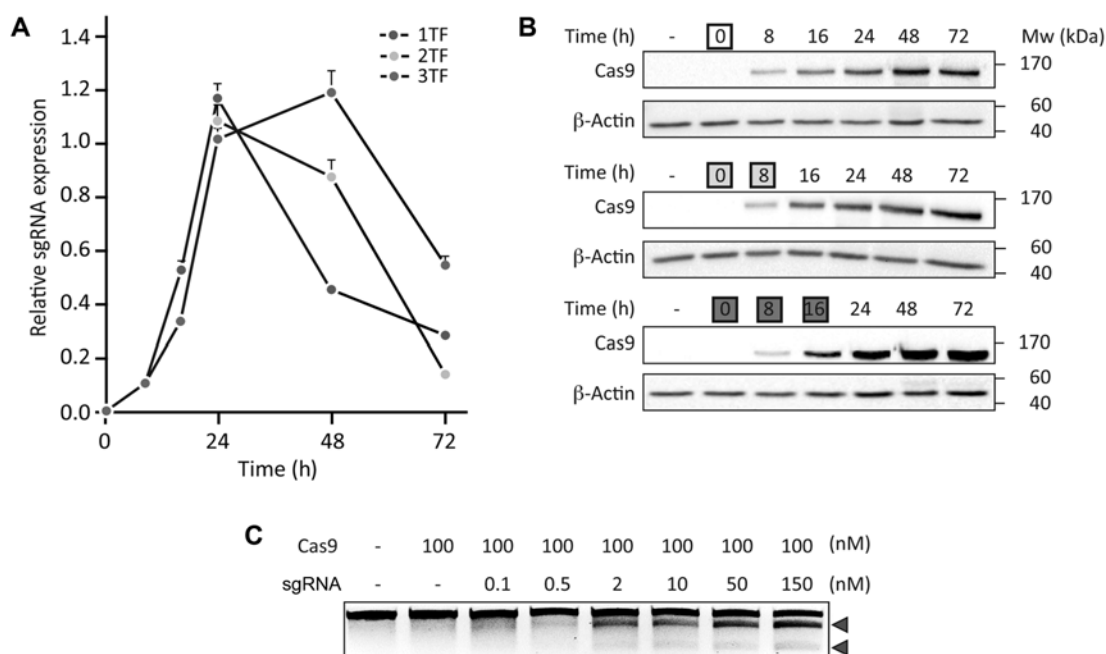 A
Relative sgRNA expression
1.4
1.2
1.0
0.8
0.6
0.4
0.2
0.0
0 24 48 72
Time (h)
1TF
2TF
3TF
B
Time (h) - 0 8 16 24 48 72 Mw (kDa)
Cas9 170
β-Actin 60
40
Time (h) - 0 8 16 24 48 72
Cas9 170
β-Actin 60
40
Time (h) - 0 8 16 24 48 72
Cas9 170
β-Actin 60
40
C
Cas9 - 100 100 100 100 100 100 100 (nM)
sgRNA - - 0.1 0.5 2 10 50 150 (nM)